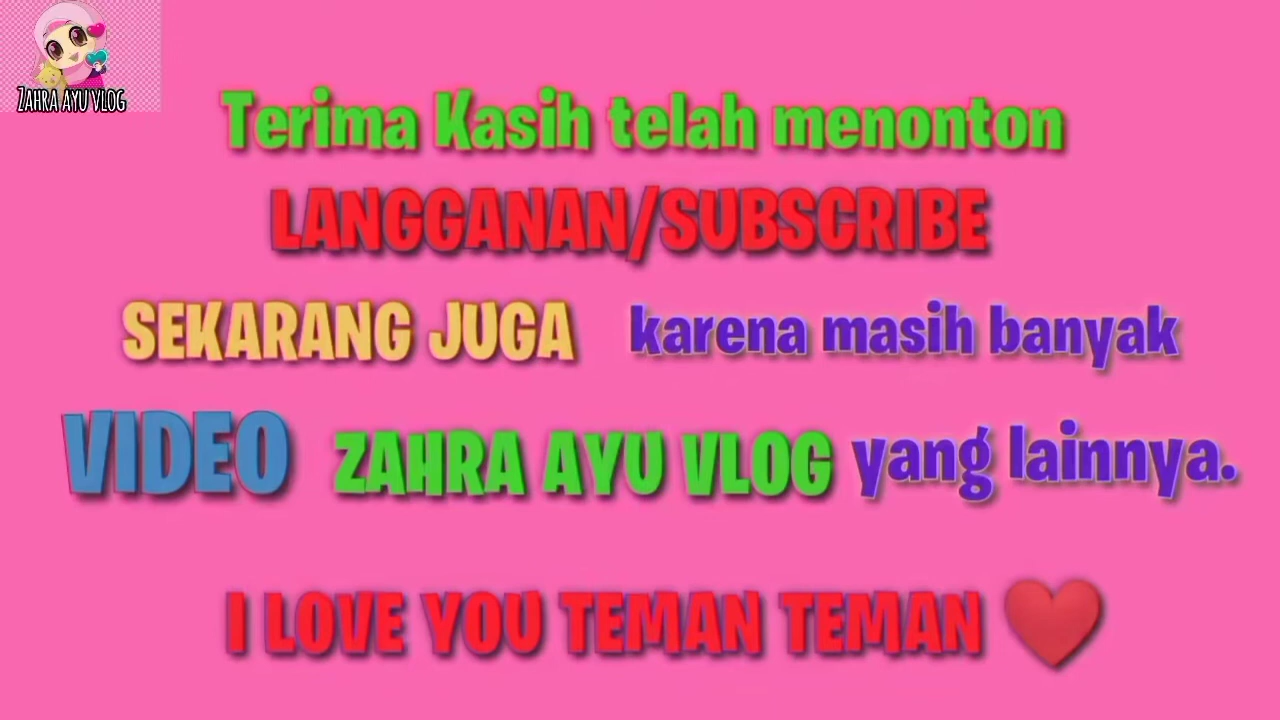 ZAHRA AYU VLOG
Terima Kasih telah menonton
LANGGANAN/SUBSCRIBE
SEKARANG JUGA karena masih banyak
VIDEO ZAHRA AYU VLOG yang lainnya.
I LOVE YOU TEMAN TEMAN ❤️